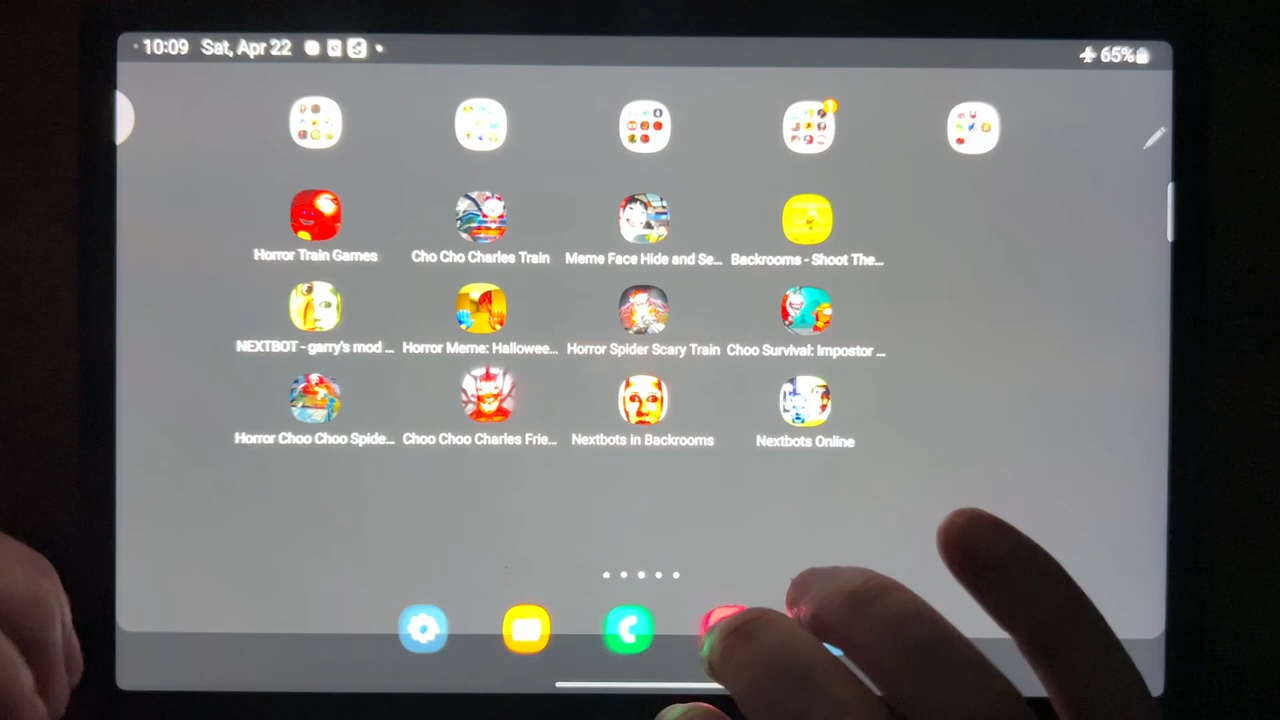 10:09 Sat, Apr 22
65%
Horror Train Games
Cho Cho Charles Train
Meme Face Hide and Se...
Backrooms - Shoot The...
NEXTBOT - garry's mod ...
Horror Meme: Hallowee...
Horror Spider Scary Train
Choo Survival: Impostor ...
Horror Choo Choo Spide...
Choo Choo Charles Frie...
Nextbots in Backrooms
Nextbots Online